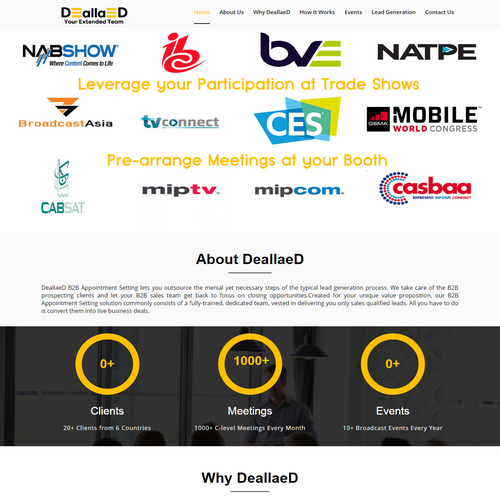 DEallaED
Your Extended Team
Home About Us Why DeallaeD How It Works Events Lead Generation Contact Us
NABSHOW
Where Content Comes to Life
ibc
bve
NATPE
Leverage your Participation at Trade Shows
BroadcastAsia
tvconnect
CES
GSMA
MOBILE
WORLD CONGRESS
Pre-arrange Meetings at your Booth
CABSAT
miptv.
mipcom.
casbaa
REPRESENT INFORM CONNECT
About DeallaeD
DeallaeD B2B Appointment Setting lets you outsource the menial yet necessary steps of the typical lead generation process. We take care of the B2B
prospecting clients and let your B2B sales team get back to focus on closing opportunities.Created for your unique value proposition, our B2B
Appointment Setting solution commonly consists of a fully-trained, dedicated team, vested in delivering you only sales qualified leads. All you have to do
is convert them into live business deals.
0+ 1000+ 0+
Clients Meetings Events
20+ Clients from 6 Countries 1000+ C-level Meetings Every Month 10+ Broadcast Events Every Year
Why DeallaeD